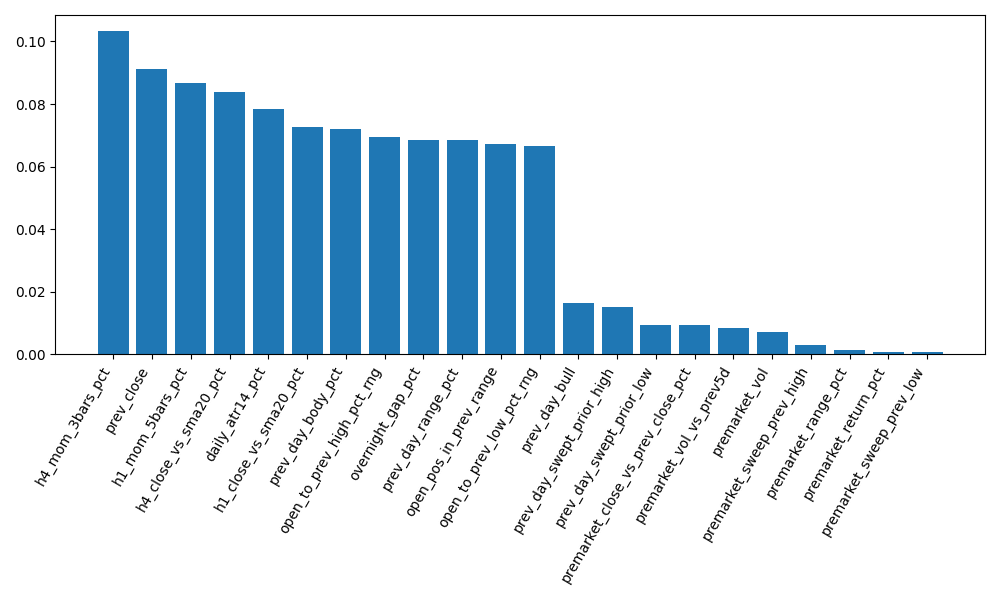 0.10
0.08
0.06
0.04
0.02
0.00
h4_mom_3bars_pct
prev_close
h1_mom_5bars_pct
h4_close_vs_sma20_pct
daily_atr14_pct
h1_close_vs_sma20_pct
prev_day_body_pct
open_to_prev_high_pct_rng
overnight_gap_pct
prev_day_range_pct
open_pos_in_prev_range
open_to_prev_low_pct_rng
prev_day_bull
prev_day_swept_prior_high
prev_day_swept_prior_low
premarket_close_vs_prev_close_pct
premarket_vol_vs_prev5d
premarket_vol
premarket_sweep_prev_high
premarket_range_pct
premarket_return_pct
premarket_sweep_prev_low